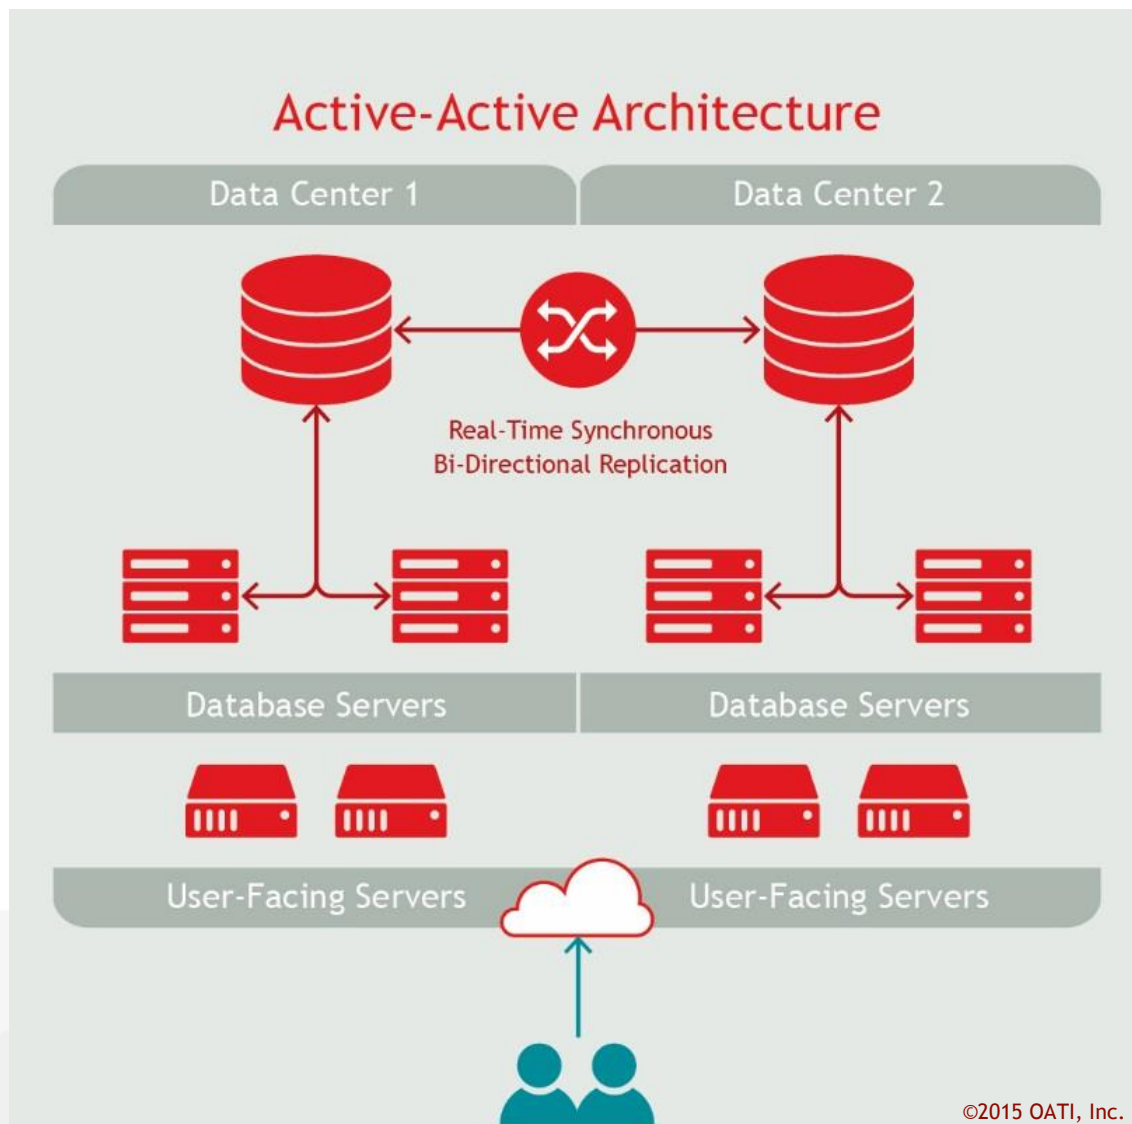 Active-Active Architecture
Data Center 1
Data Center 2
Real-Time Synchronous
Bi-Directional Replication
Database Servers
Database Servers
User-Facing Servers
User-Facing Servers
©2015 OATI, Inc.